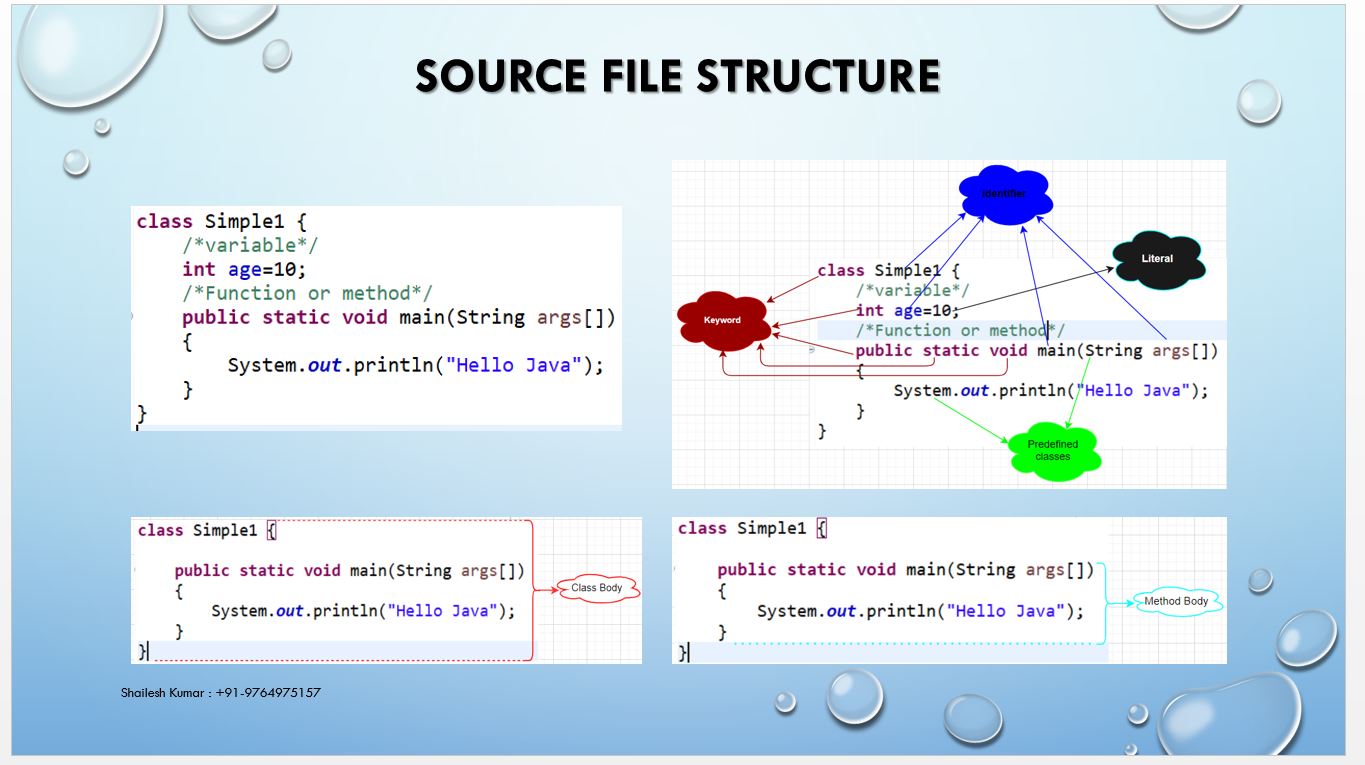 SOURCE FILE STRUCTURE
class Simple1 {
/*variable*/
int age=10;
/*Function or method*/
public static void main(String args[])
{
System.out.println("Hello Java");
}
}
Identifier
Literal
Keyword
class Simple1 {
/*variable*/
int age=10;
/*Function or method*/
public static void main(String args[])
{
System.out.println("Hello Java");
}
}
Predefined
classes
class Simple1 {
public static void main(String args[])
{
System.out.println("Hello Java");
}
}
Class Body
class Simple1 {
public static void main(String args[])
{
System.out.println("Hello Java");
}
}
Method Body
Shailesh Kumar : +91-9764975157